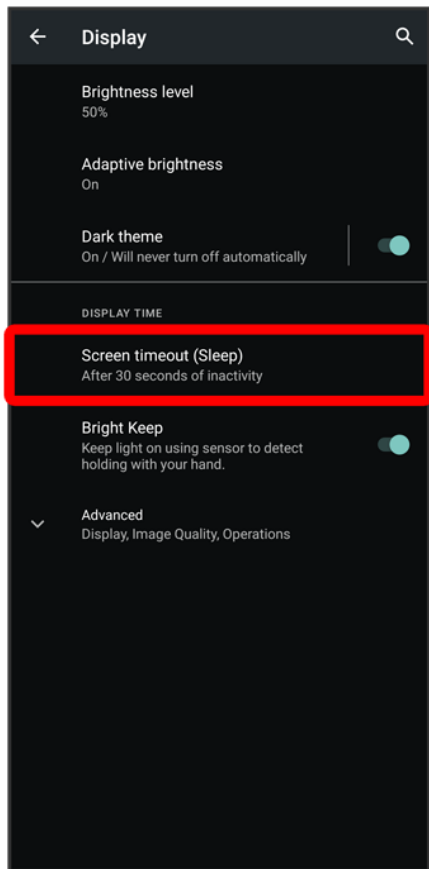 Display
Brightness level
50%
Adaptive brightness
On
Dark theme
On / Will never turn off automatically
DISPLAY TIME
Screen timeout (Sleep)
After 30 seconds of inactivity
Bright Keep
Keep light on using sensor to detect
holding with your hand.
Advanced
Display, Image Quality, Operations